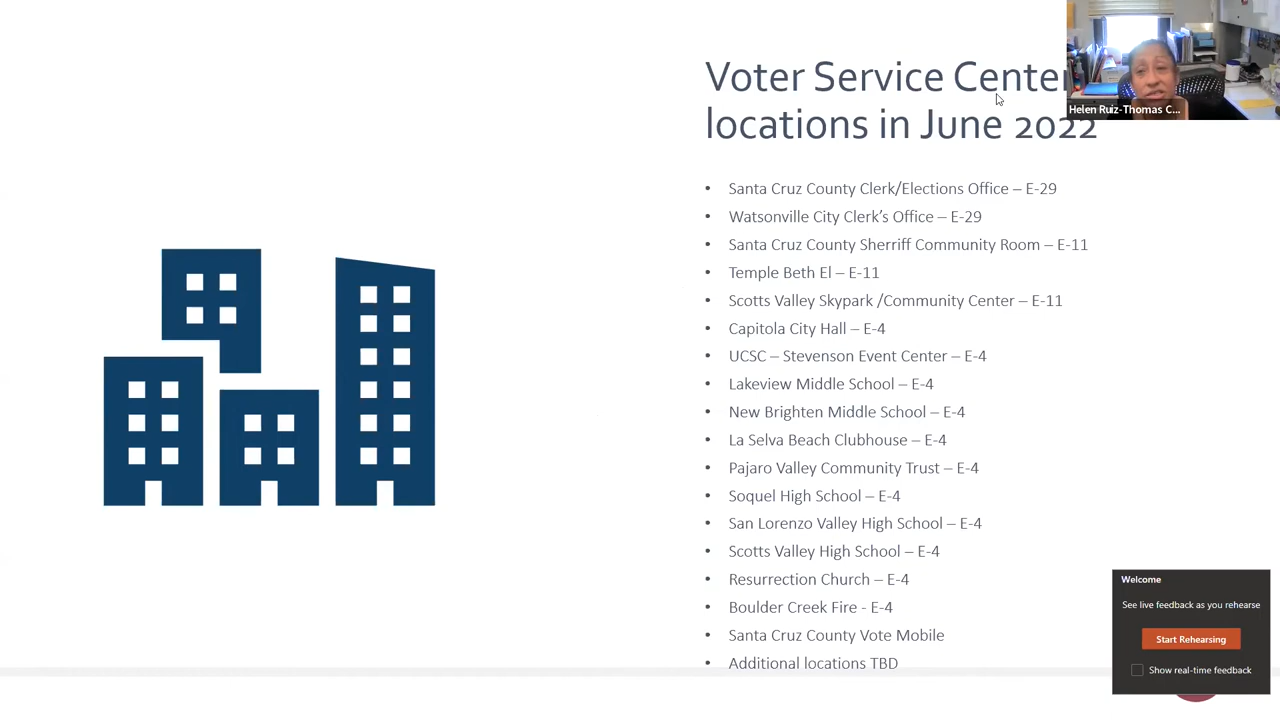 Voter Service Center
locations in June 2022
Helen Ruiz-Thomas C...
• Santa Cruz County Clerk/Elections Office – E-29
• Watsonville City Clerk's Office – E-29
• Santa Cruz County Sherriff Community Room – E-11
• Temple Beth El – E-11
• Scotts Valley Skypark /Community Center – E-11
• Capitola City Hall – E-4
• UCSC – Stevenson Event Center – E-4
• Lakeview Middle School – E-4
• New Brighten Middle School – E-4
• La Selva Beach Clubhouse – E-4
• Pajaro Valley Community Trust – E-4
• Soquel High School – E-4
• San Lorenzo Valley High School – E-4
• Scotts Valley High School – E-4
• Resurrection Church – E-4
• Boulder Creek Fire - E-4
• Santa Cruz County Vote Mobile
• Additional locations TBD
Welcome
See live feedback as you rehearse
Start Rehearsing
Show real-time feedback